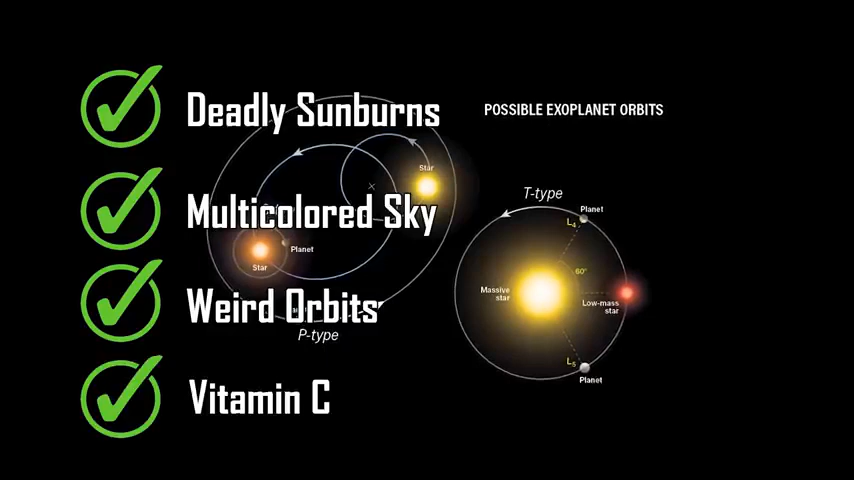 Deadly Sunburns
Multicolored Sky
Weird Orbits
Vitamin C
POSSIBLE EXOPLANET ORBITS
Star
Planet
Star
P-type
T-type
Planet
L4
60°
Massive star
Low-mass star
L5
Planet